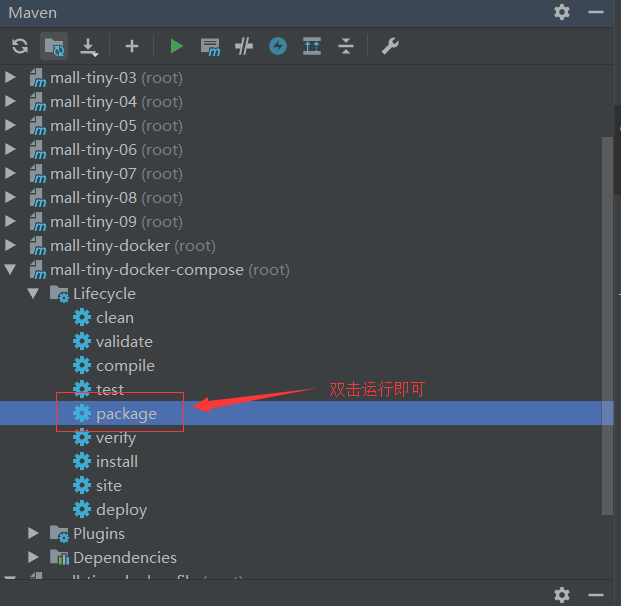 Maven
mall-tiny-03 (root)
mall-tiny-04 (root)
mall-tiny-05 (root)
mall-tiny-06 (root)
mall-tiny-07 (root)
mall-tiny-08 (root)
mall-tiny-09 (root)
mall-tiny-docker (root)
mall-tiny-docker-compose (root)
Lifecycle
clean
validate
compile
test
双击运行即可
package
verify
install
site
deploy
Plugins
Dependencies